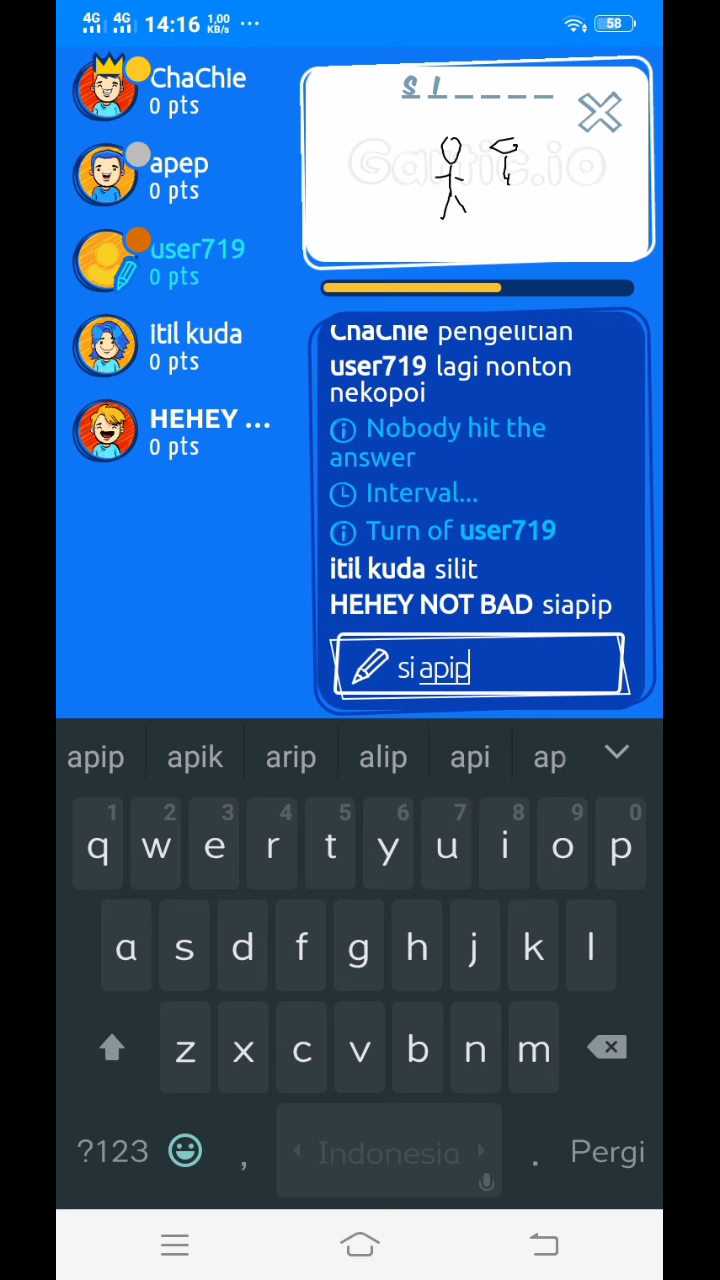 4G 4G 14:16 1,00 KB/s ... 58
ChaChie
0 pts
apep
0 pts
user719
0 pts
itil kuda
0 pts
HEHEY ...
0 pts
S I _ _ _ _ _
Gartic.io
ChaChie pengelitian
user719 lagi nonton
nekopoi
Nobody hit the
answer
Interval...
Turn of user719
itil kuda silit
HEHEY NOT BAD siapip
si apip
apip apik arip alip api ap
1 2 3 4 5 6 7 8 9 0
q w e r t y u i o p
a s d f g h j k l
z x c v b n m
?123 , Indonesia . Pergi